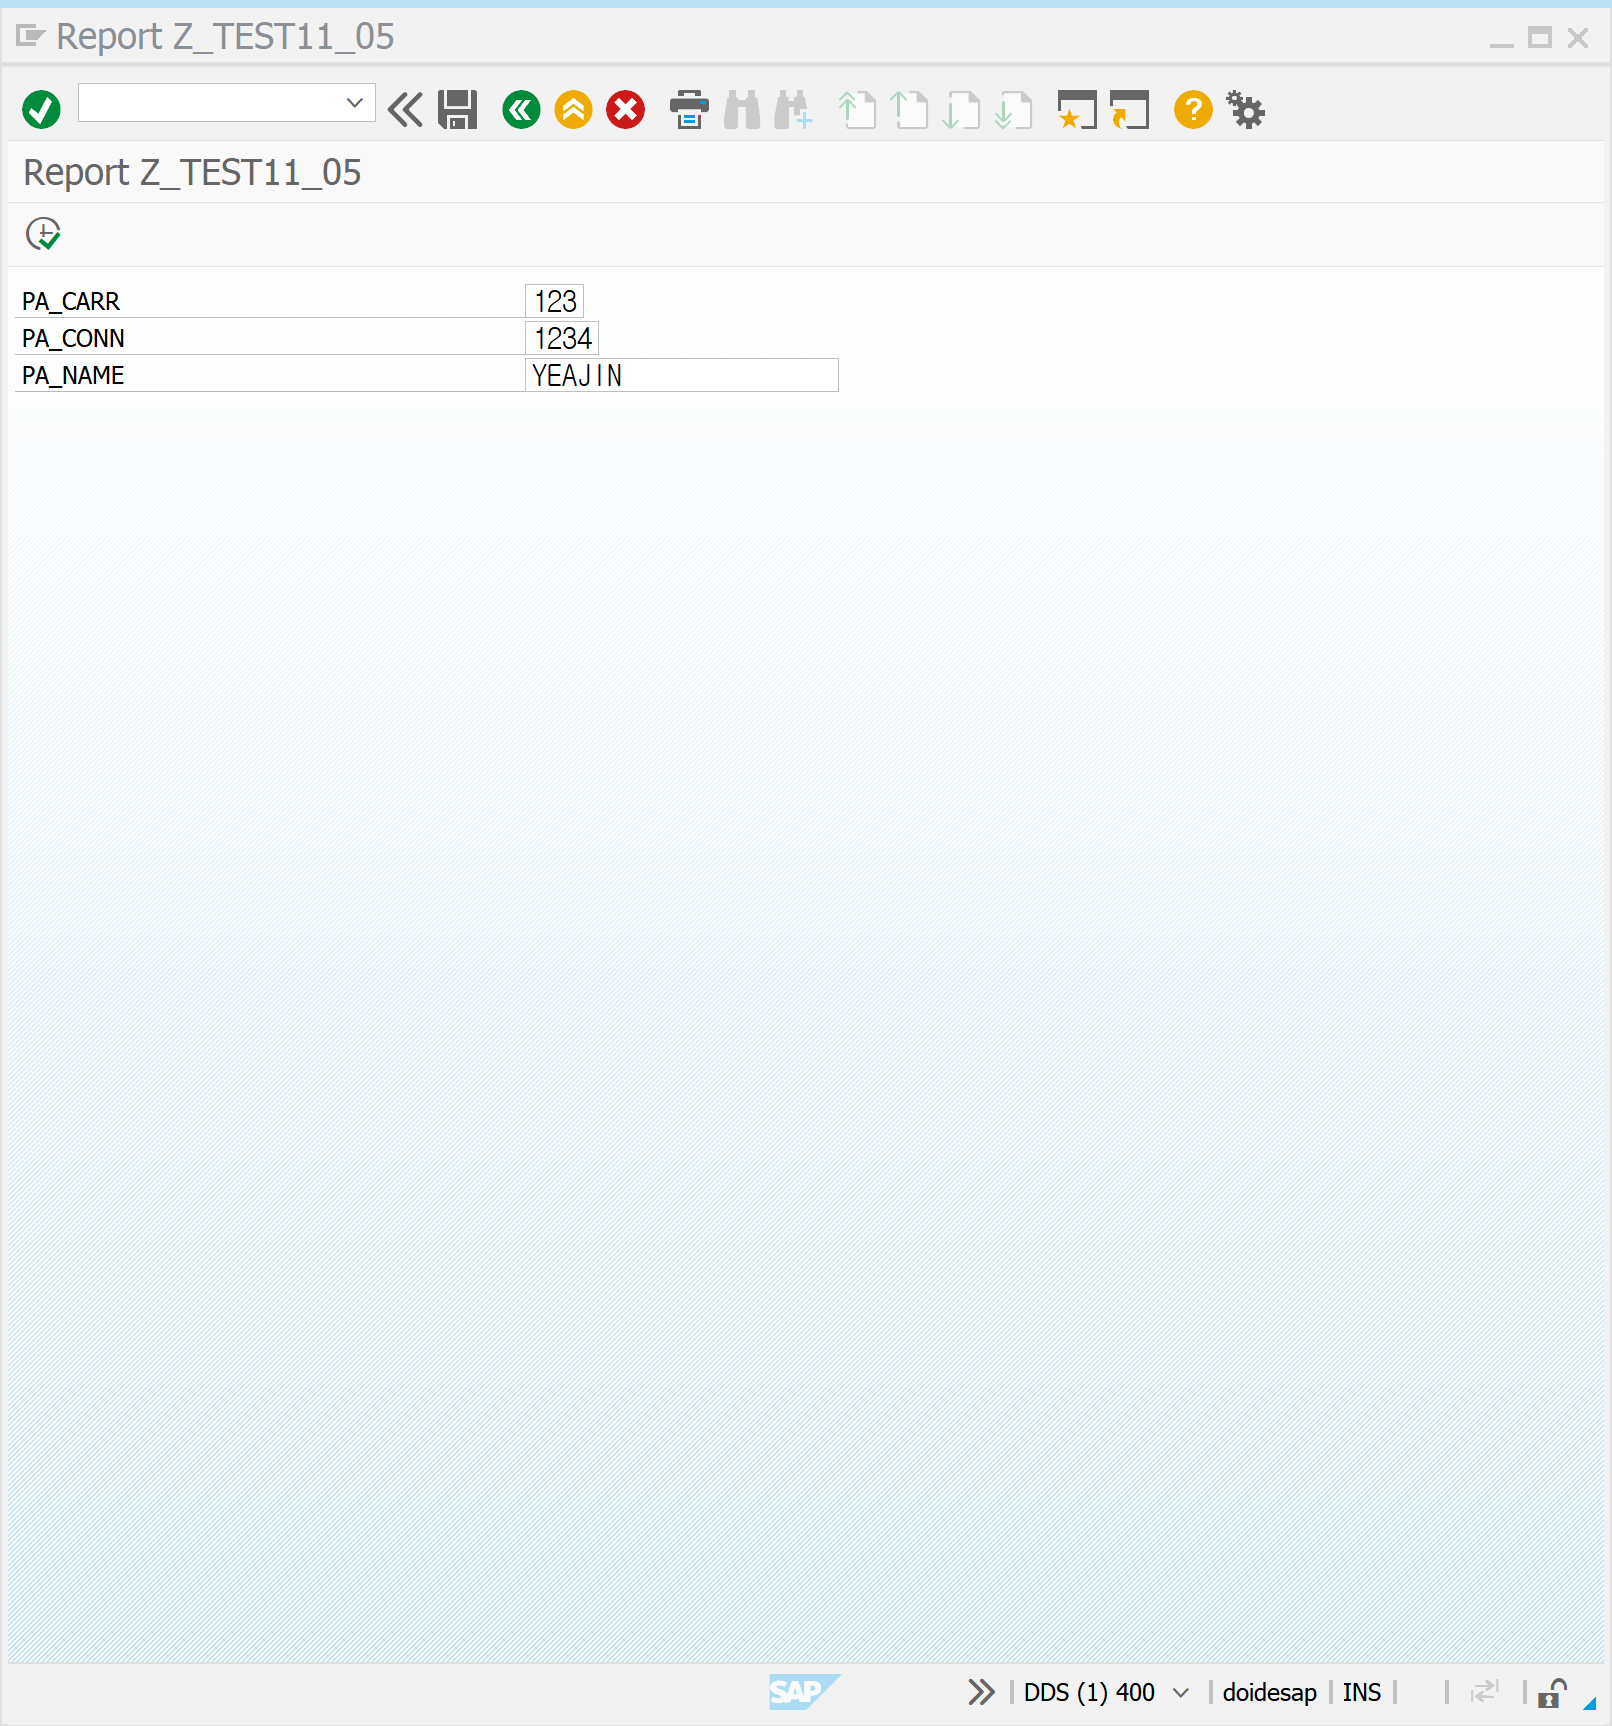 Report Z_TEST11_05
Report Z_TEST11_05
PA_CARR 123
PA_CONN 1234
PA_NAME YEAJIN
SAP DDS (1) 400 doidesap INS